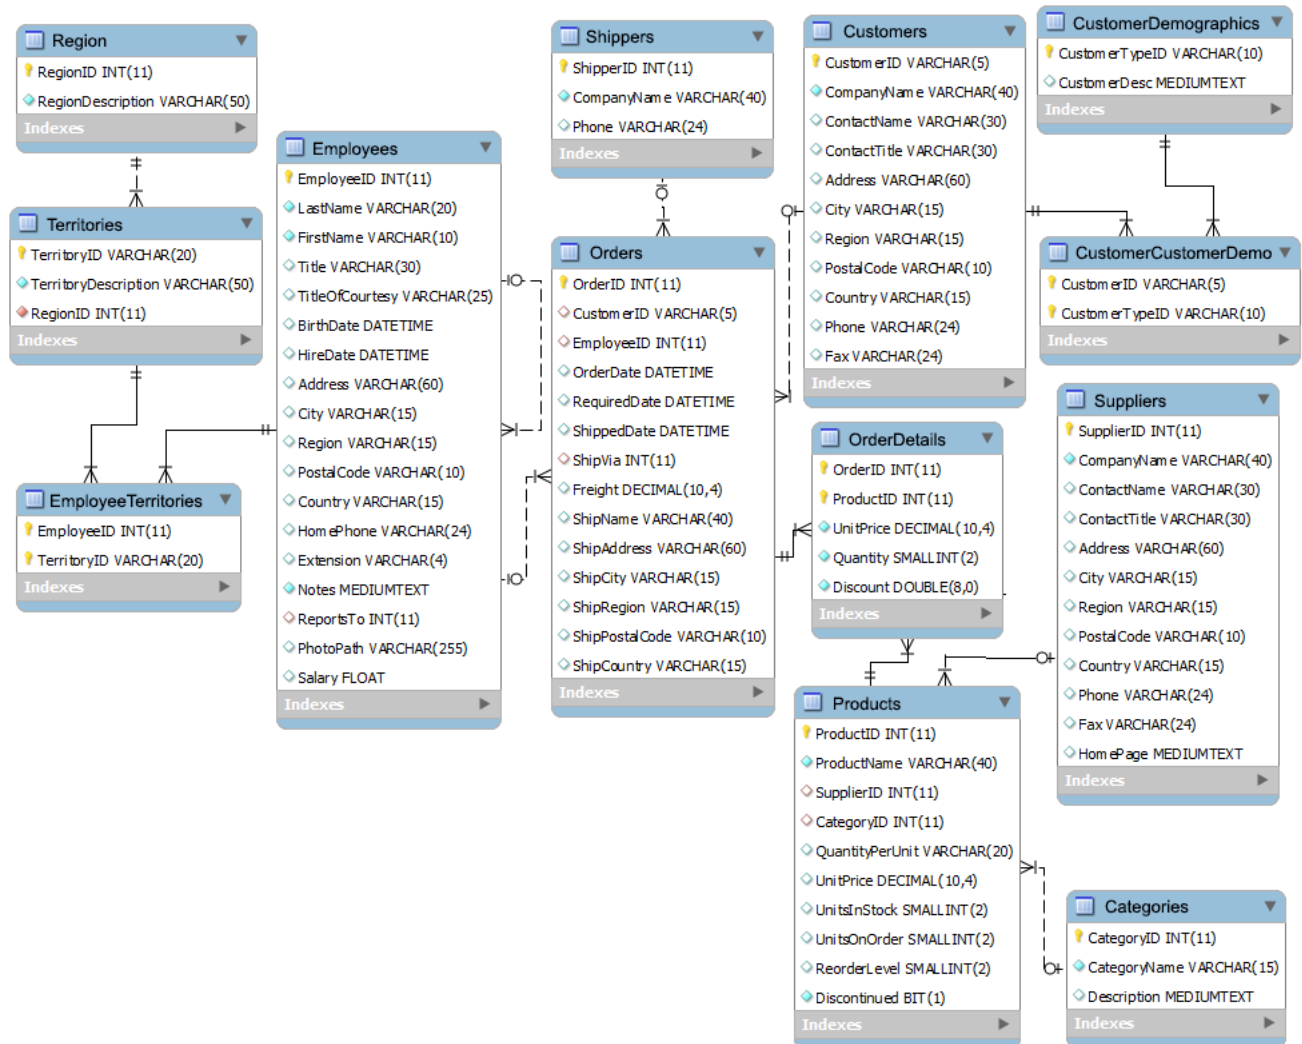 Region
RegionID INT(11)
RegionDescription VARCHAR(50)
Indexes
Territories
TerritoryID VARCHAR(20)
TerritoryDescription VARCHAR(50)
RegionID INT(11)
Indexes
EmployeeTerritories
EmployeeID INT(11)
TerritoryID VARCHAR(20)
Indexes
Employees
EmployeeID INT(11)
LastName VARCHAR(20)
FirstName VARCHAR(10)
Title VARCHAR(30)
TitleOfCourtesy VARCHAR(25)
BirthDate DATETIME
HireDate DATETIME
Address VARCHAR(60)
City VARCHAR(15)
Region VARCHAR(15)
PostalCode VARCHAR(10)
Country VARCHAR(15)
HomePhone VARCHAR(24)
Extension VARCHAR(4)
Notes MEDIUMTEXT
ReportsTo INT(11)
PhotoPath VARCHAR(255)
Salary FLOAT
Indexes
Shippers
ShipperID INT(11)
CompanyName VARCHAR(40)
Phone VARCHAR(24)
Indexes
Orders
OrderID INT(11)
CustomerID VARCHAR(5)
EmployeeID INT(11)
OrderDate DATETIME
RequiredDate DATETIME
ShippedDate DATETIME
ShipVia INT(11)
Freight DECIMAL(10,4)
ShipName VARCHAR(40)
ShipAddress VARCHAR(60)
ShipCity VARCHAR(15)
ShipRegion VARCHAR(15)
ShipPostalCode VARCHAR(10)
ShipCountry VARCHAR(15)
Indexes
Customers
CustomerID VARCHAR(5)
CompanyName VARCHAR(40)
ContactName VARCHAR(30)
ContactTitle VARCHAR(30)
Address VARCHAR(60)
City VARCHAR(15)
Region VARCHAR(15)
PostalCode VARCHAR(10)
Country VARCHAR(15)
Phone VARCHAR(24)
Fax VARCHAR(24)
Indexes
CustomerDemographics
CustomerTypeID VARCHAR(10)
CustomerDesc MEDIUMTEXT
Indexes
CustomerCustomerDemo
CustomerID VARCHAR(5)
CustomerTypeID VARCHAR(10)
Indexes
OrderDetails
OrderID INT(11)
ProductID INT(11)
UnitPrice DECIMAL(10,4)
Quantity SMALLINT(2)
Discount DOUBLE(8,0)
Indexes
Suppliers
SupplierID INT(11)
CompanyName VARCHAR(40)
ContactName VARCHAR(30)
ContactTitle VARCHAR(30)
Address VARCHAR(60)
City VARCHAR(15)
Region VARCHAR(15)
PostalCode VARCHAR(10)
Country VARCHAR(15)
Phone VARCHAR(24)
Fax VARCHAR(24)
HomePage MEDIUMTEXT
Indexes
Products
ProductID INT(11)
ProductName VARCHAR(40)
SupplierID INT(11)
CategoryID INT(11)
QuantityPerUnit VARCHAR(20)
UnitPrice DECIMAL(10,4)
UnitsInStock SMALLINT(2)
UnitsOnOrder SMALLINT(2)
ReorderLevel SMALLINT(2)
Discontinued BIT(1)
Indexes
Categories
CategoryID INT(11)
CategoryName VARCHAR(15)
Description MEDIUMTEXT
Indexes